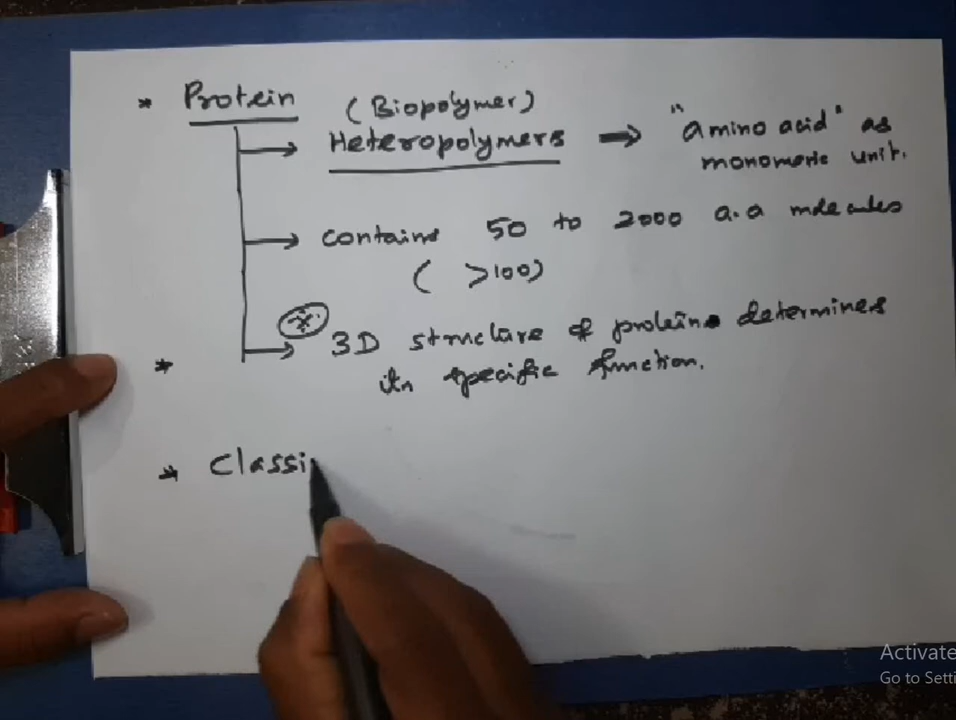 * Protein
(Biopolymer)
Heteropolymers ⇒ "amino acid" as
monomeric unit.
→ contains 50 to 2000 a.a molecules
( >100)
* 3D structure of protein determines
its specific function.
* Classi
Activate
Go to Setti